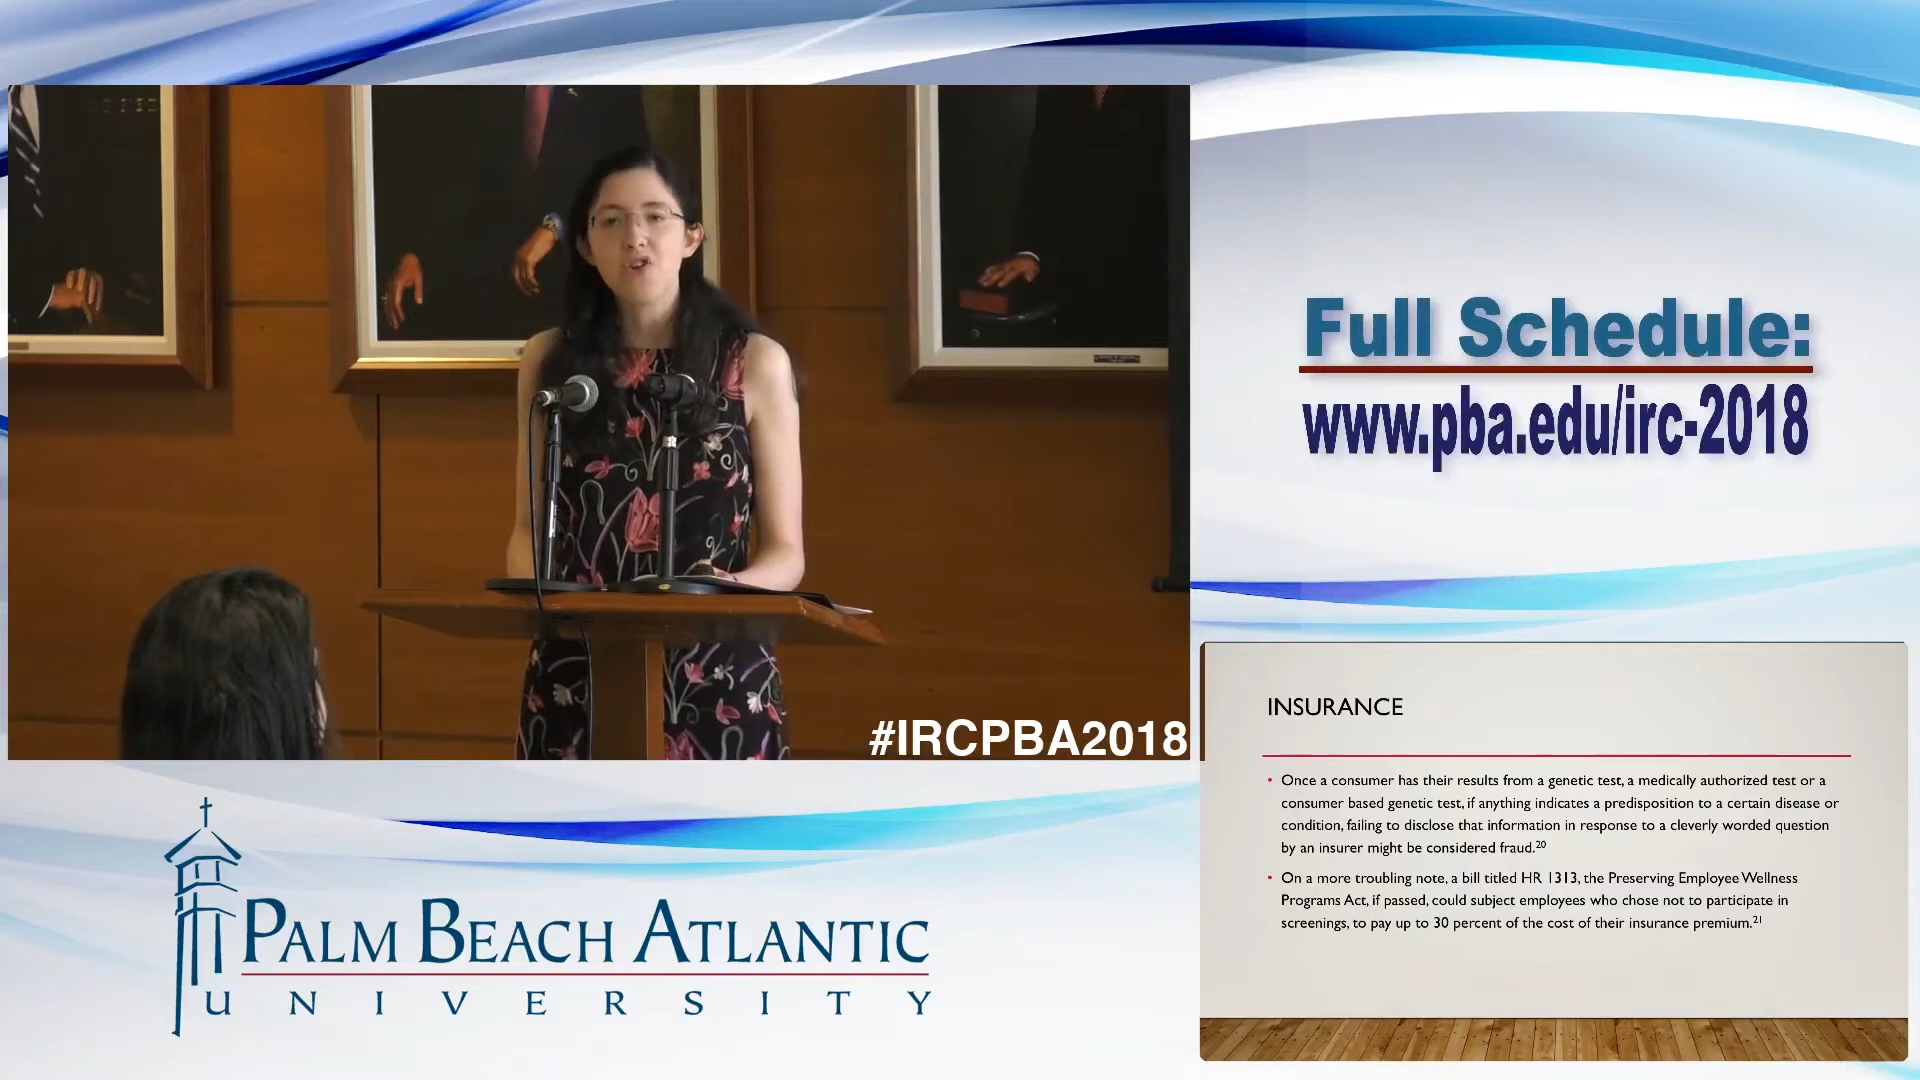 Full Schedule:
www.pba.edu/irc-2018
#IRCPBA2018
INSURANCE
• Once a consumer has their results from a genetic test, a medically authorized test or a
consumer based genetic test, if anything indicates a predisposition to a certain disease or
condition, failing to disclose that information in response to a cleverly worded question
by an insurer might be considered fraud.20
• On a more troubling note, a bill titled HR 1313, the Preserving Employee Wellness
Programs Act, if passed, could subject employees who chose not to participate in
screenings, to pay up to 30 percent of the cost of their insurance premium.21
PALM BEACH ATLANTIC
UNIVERSITY